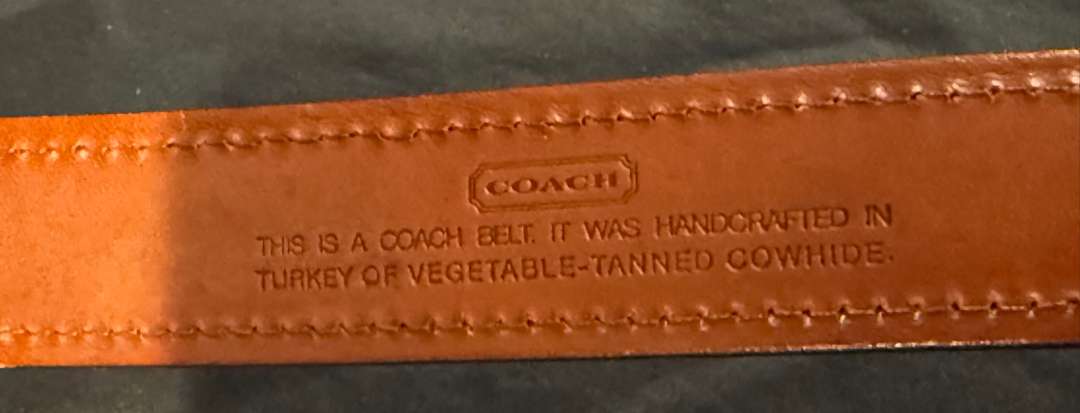 COACH
THIS IS A COACH BELT. IT WAS HANDCRAFTED IN
TURKEY OF VEGETABLE-TANNED COWHIDE.